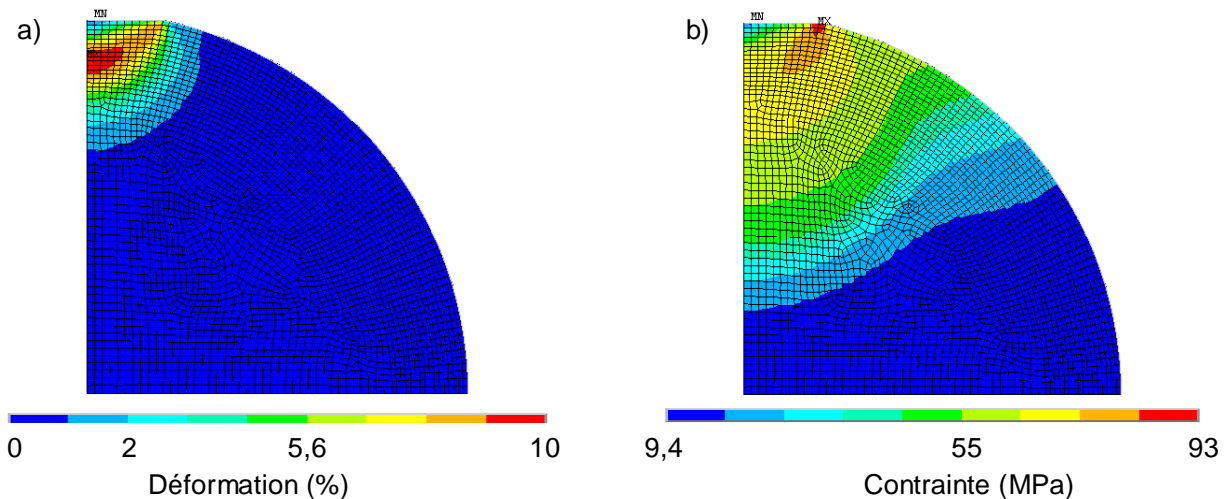 a)
MN
0 2 5,6 10
Déformation (%)
b)
MN
MX
9,4 55 93
Contrainte (MPa)